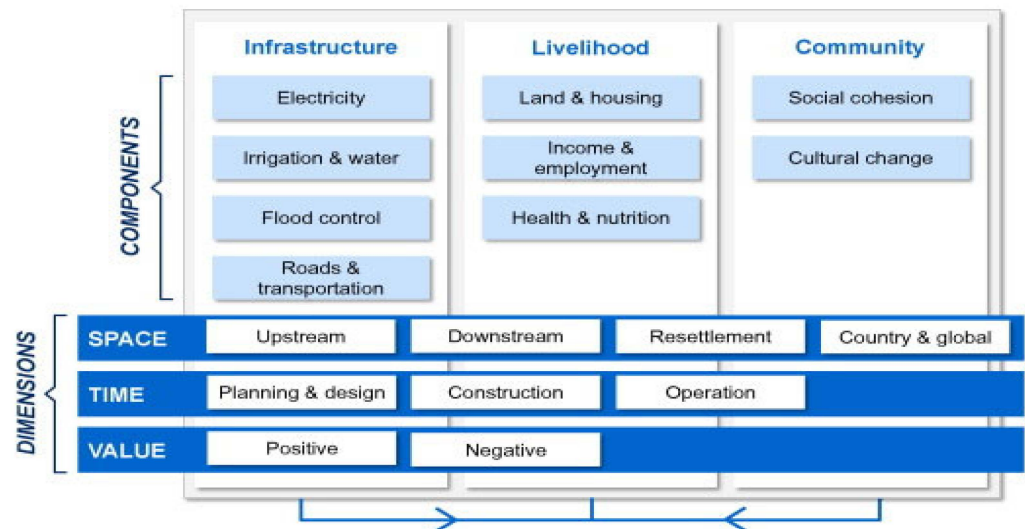 Infrastructure
Livelihood
Community
COMPONENTS
Electricity
Land & housing
Social cohesion
Irrigation & water
Income &
employment
Cultural change
Flood control
Health & nutrition
Roads &
transportation
DIMENSIONS
SPACE
Upstream
Downstream
Resettlement
Country & global
TIME
Planning & design
Construction
Operation
VALUE
Positive
Negative